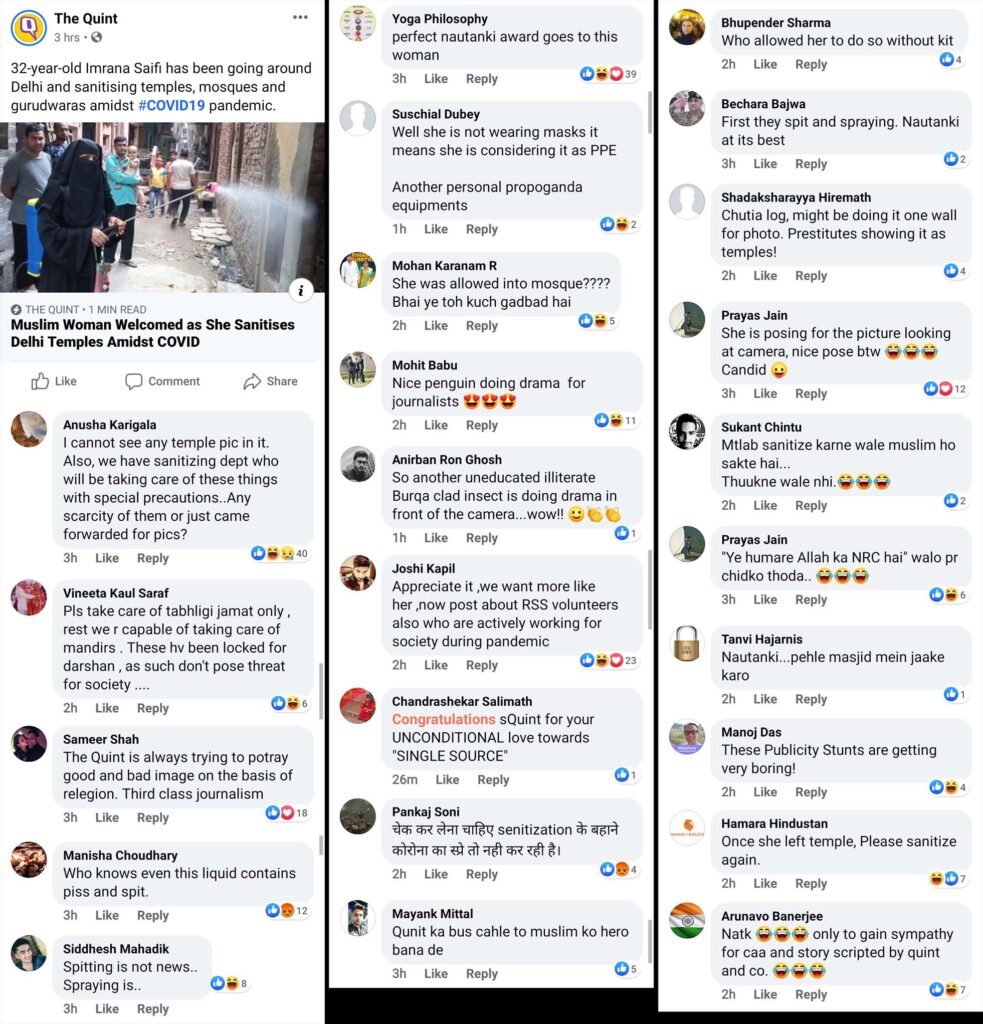 The Quint
3 hrs
32-year-old Imrana Saifi has been going around
Delhi and sanitising temples, mosques and
gurudwaras amidst #COVID19 pandemic.
THE QUINT • 1 MIN READ
Muslim Woman Welcomed as She Sanitises
Delhi Temples Amidst COVID
Like Comment Share
Anusha Karigala
I cannot see any temple pic in it.
Also, we have sanitizing dept who
will be taking care of these things
with special precautions..Any
scarcity of them or just came
forwarded for pics?
3h Like Reply 40
Vineeta Kaul Saraf
Pls take care of tabhligi jamat only ,
rest we r capable of taking care of
mandirs . These hv been locked for
darshan , as such don't pose threat
for society ....
2h Like Reply 6
Sameer Shah
The Quint is always trying to potray
good and bad image on the basis of
relegion. Third class journalism
3h Like Reply 18
Manisha Choudhary
Who knows even this liquid contains
piss and spit.
3h Like Reply 12
Siddhesh Mahadik
Spitting is not news..
Spraying is..
8
3h Like Reply
Yoga Philosophy
perfect nautanki award goes to this
woman
3h Like Reply 39
Suschial Dubey
Well she is not wearing masks it
means she is considering it as PPE
Another personal propoganda
equipments
1h Like Reply 2
Mohan Karanam R
She was allowed into mosque????
Bhai ye toh kuch gadbad hai
2h Like Reply 5
Mohit Babu
Nice penguin doing drama for
journalists 😍😍😍
2h Like Reply 11
Anirban Ron Ghosh
So another uneducated illiterate
Burqa clad insect is doing drama in
front of the camera...wow!! 🙂👏👏
1h Like Reply 1
Joshi Kapil
Appreciate it ,we want more like
her ,now post about RSS volunteers
also who are actively working for
society during pandemic
2h Like Reply 23
Chandrashekar Salimath
Congratulations sQuint for your
UNCONDITIONAL love towards
"SINGLE SOURCE"
26m Like Reply 1
Pankaj Soni
चेक कर लेना चाहिए senitization के बहाने
कोरोना का स्प्रे तो नही कर रही है।
2h Like Reply 4
Mayank Mittal
Qunit ka bus cahle to muslim ko hero
bana de
3h Like Reply 5
Bhupender Sharma
Who allowed her to do so without kit
2h Like Reply 4
Bechara Bajwa
First they spit and spraying. Nautanki
at its best
3h Like Reply 2
Shadaksharayya Hiremath
Chutia log, might be doing it one wall
for photo. Prestitutes showing it as
temples!
2h Like Reply 4
Prayas Jain
She is posing for the picture looking
at camera, nice pose btw 😂😂😂
Candid 😛
3h Like Reply 12
Sukant Chintu
Mtlab sanitize karne wale muslim ho
sakte hai...
Thuukne wale nhi.😂😂😂
2h Like Reply 2
Prayas Jain
"Ye humare Allah ka NRC hai" walo pr
chidko thoda.. 😂😂😂
3h Like Reply 6
Tanvi Hajarnis
Nautanki...pehle masjid mein jaake
karo
2h Like Reply 1
Manoj Das
These Publicity Stunts are getting
very boring!
2h Like Reply 4
Hamara Hindustan
Once she left temple, Please sanitize
again.
2h Like Reply 7
Arunavo Banerjee
Natk 😂😂😂 only to gain sympathy
for caa and story scripted by quint
and co. 😂😂😂
2h Like Reply 7